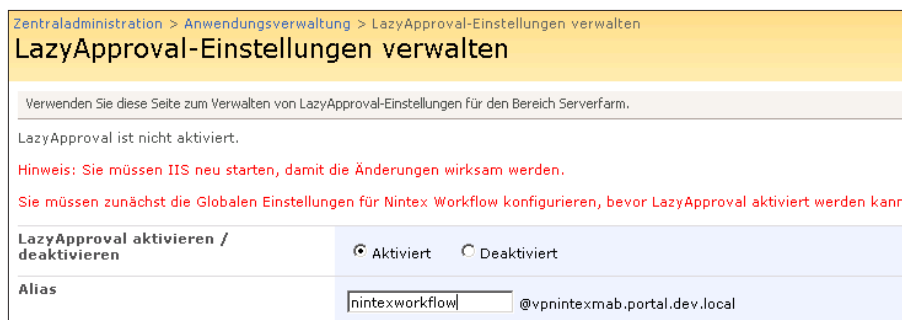 Zentraladministration > Anwendungsverwaltung > LazyApproval-Einstellungen verwalten
LazyApproval-Einstellungen verwalten
Verwenden Sie diese Seite zum Verwalten von LazyApproval-Einstellungen für den Bereich Serverfarm.
LazyApproval ist nicht aktiviert.
Hinweis: Sie müssen IIS neu starten, damit die Änderungen wirksam werden.
Sie müssen zunächst die Globalen Einstellungen für Nintex Workflow konfigurieren, bevor LazyApproval aktiviert werden kann
LazyApproval aktivieren /
deaktivieren
Aktiviert Deaktiviert
Alias
nintexworkflow @vpnintexmab.portal.dev.local